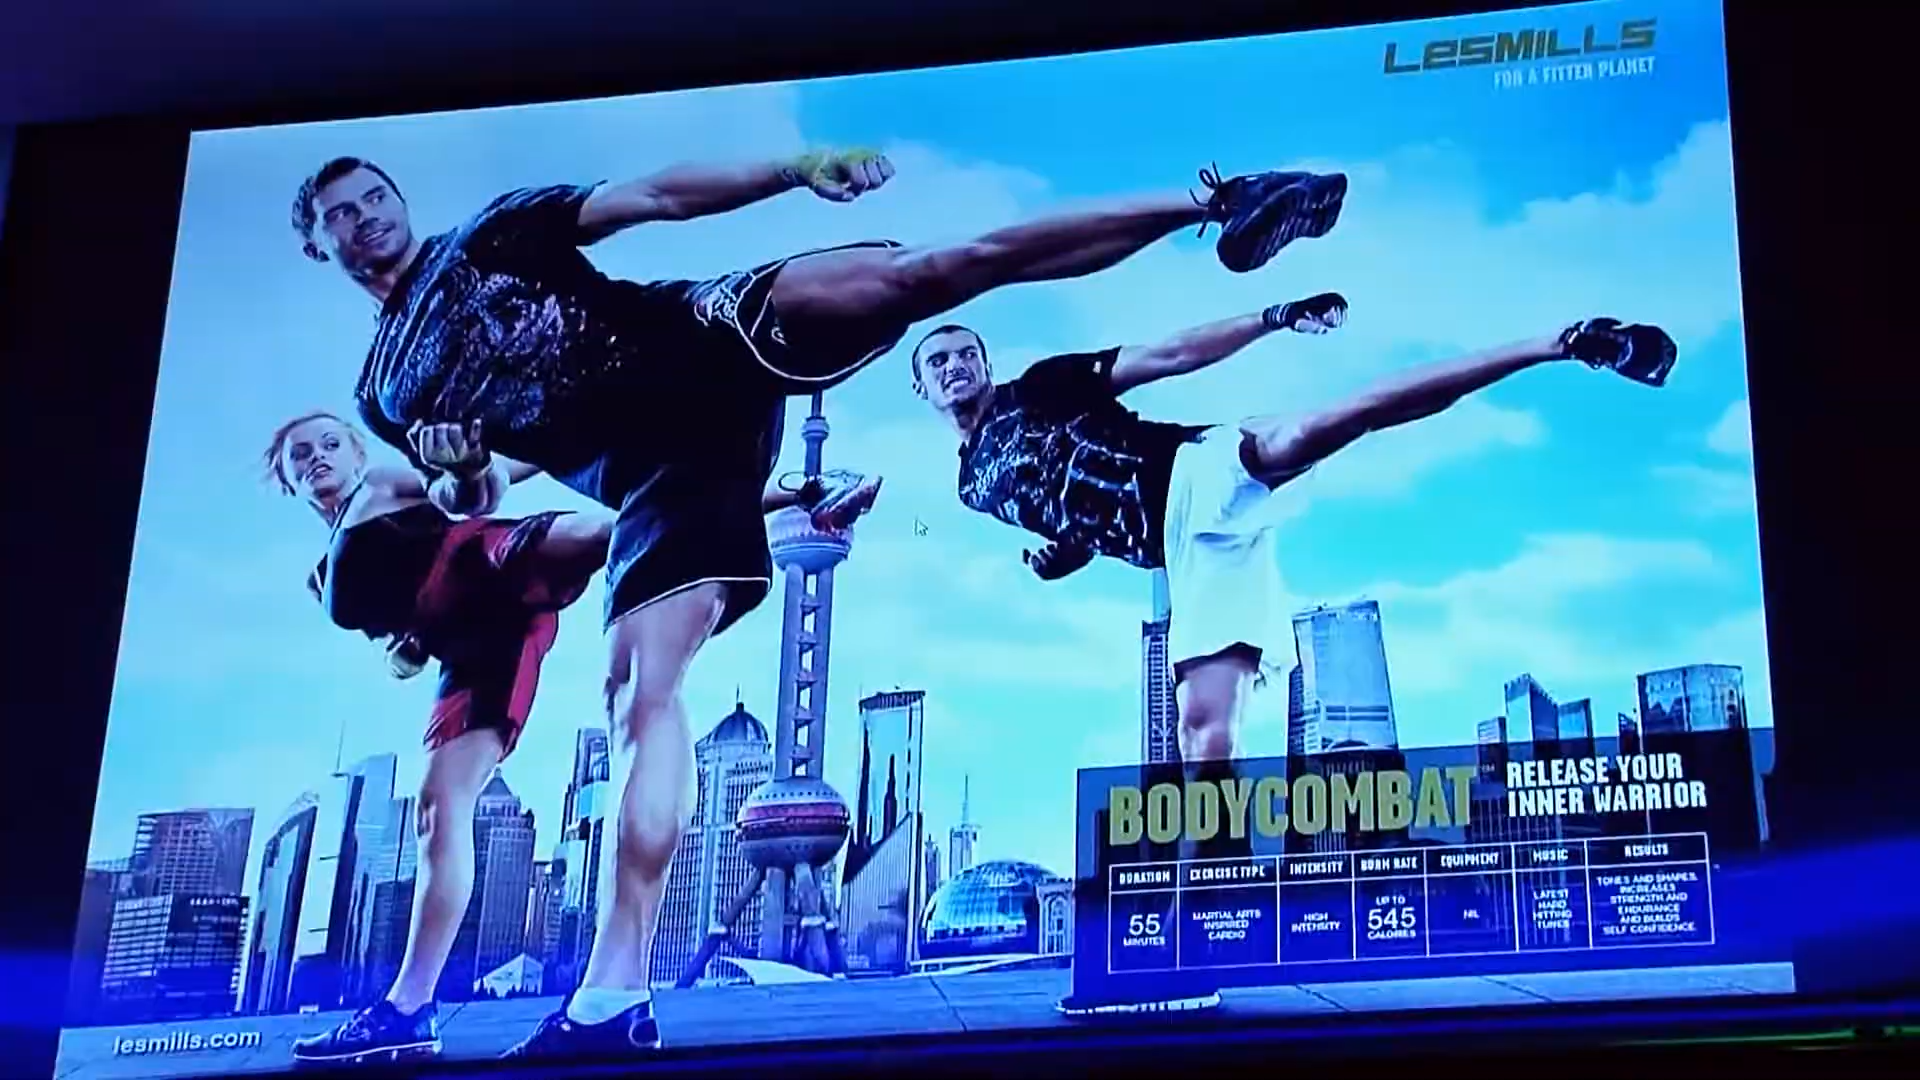 LESMILLS
FOR A FITTER PLANET
BODYCOMBAT™
RELEASE YOUR
INNER WARRIOR
DURATION
55
MINUTES
EXERCISE TYPE
MARTIAL ARTS
INSPIRED
CARDIO
INTENSITY
HIGH
INTENSITY
BURN RATE
UP TO
545
CALORIES
EQUIPMENT
NIL
MUSIC
LATEST
HARD
HITTING
TUNES
RESULTS
TONES AND SHAPES.
INCREASES
STRENGTH AND
ENDURANCE
AND BUILDS
SELF CONFIDENCE.
lesmills.com